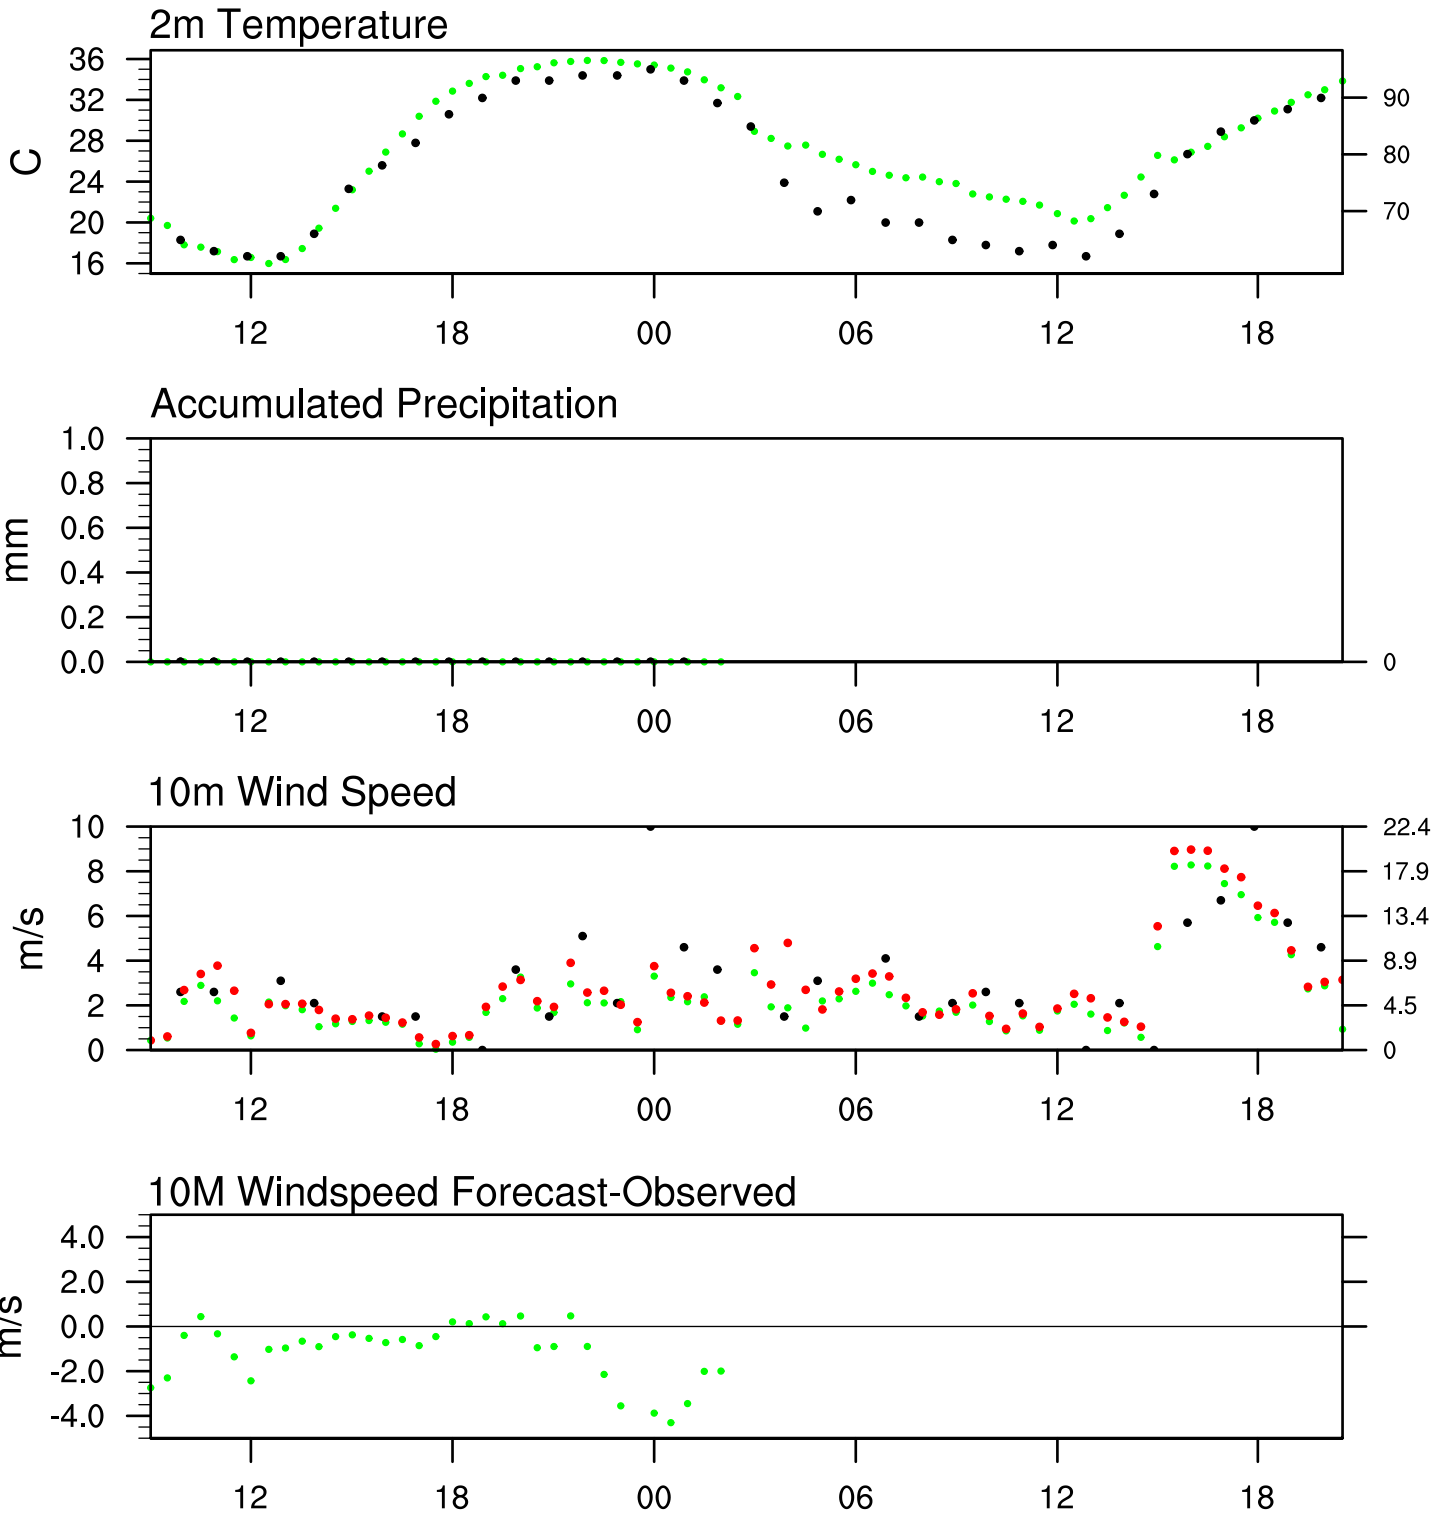 2m Temperature
36
32
28
24
20
16
C
90
80
70
12 18 00 06 12 18
Accumulated Precipitation
1.0
0.8
0.6
0.4
0.2
0.0
mm
0
12 18 00 06 12 18
10m Wind Speed
10
8
6
4
2
0
m/s
22.4
17.9
13.4
8.9
4.5
0
12 18 00 06 12 18
10M Windspeed Forecast-Observed
4.0
2.0
0.0
-2.0
-4.0
m/s
12 18 00 06 12 18